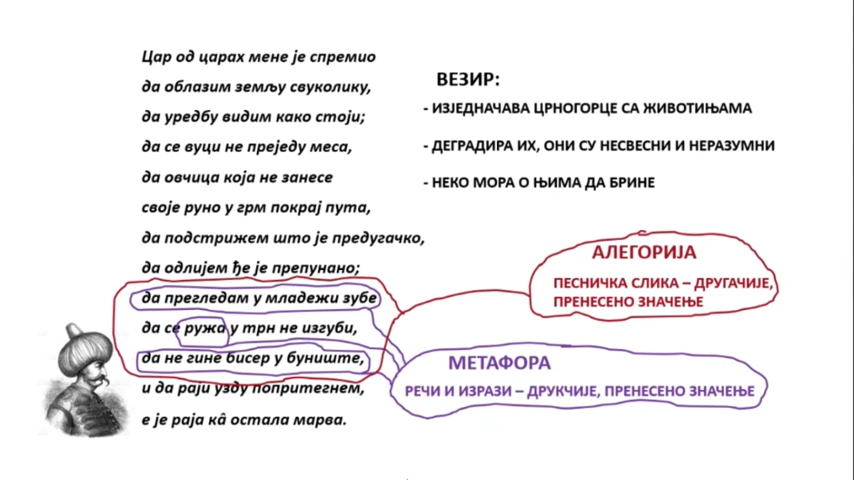 Цар од царах мене је спремио
да облазим земљу свуколику,
да уредбу видим како стоји;
да се вуци не преједу меса,
да овчица која не занесе
своје руно у грм покрај пута,
да подстрижем што је предугачко,
да одлијем ђе је препунано;
да прегледам у младежи зубе
да се ружа у трн не изгуби,
да не гине бисер у буниште,
и да раји узду попритегнем,
е је раја кâ остала марва.
ВЕЗИР:
- ИЗЈЕДНАЧАВА ЦРНОГОРЦЕ СА ЖИВОТИЊАМА
- ДЕГРАДИРА ИХ, ОНИ СУ НЕСВЕСНИ И НЕРАЗУМНИ
- НЕКО МОРА О ЊИМА ДА БРИНЕ
АЛЕГОРИЈА
ПЕСНИЧКА СЛИКА – ДРУГАЧИЈЕ,
ПРЕНЕСЕНО ЗНАЧЕЊЕ
МЕТАФОРА
РЕЧИ И ИЗРАЗИ – ДРУКЧИЈЕ, ПРЕНЕСЕНО ЗНАЧЕЊЕ